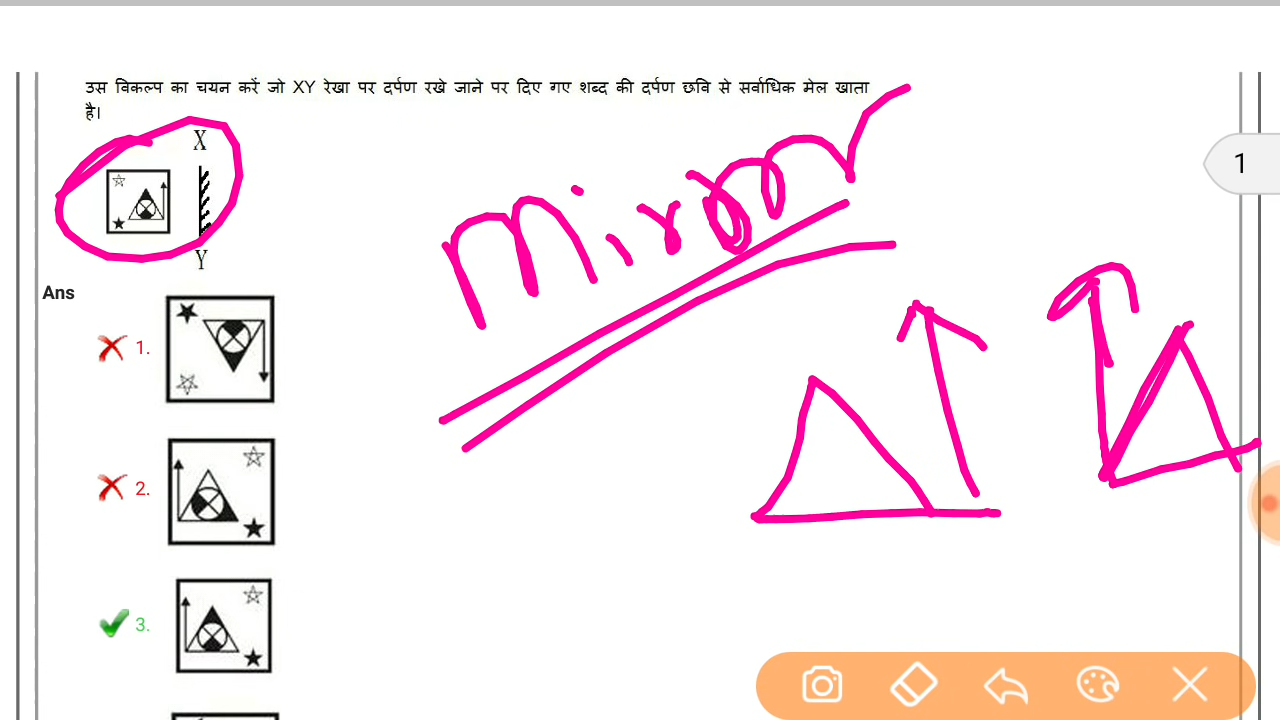 उस विकल्प का चयन करें जो XY रेखा पर दर्पण रखे जाने पर दिए गए शब्द की दर्पण छवि से सर्वाधिक मेल खाता
है।
X
Y
1
Ans
1.
2.
3.